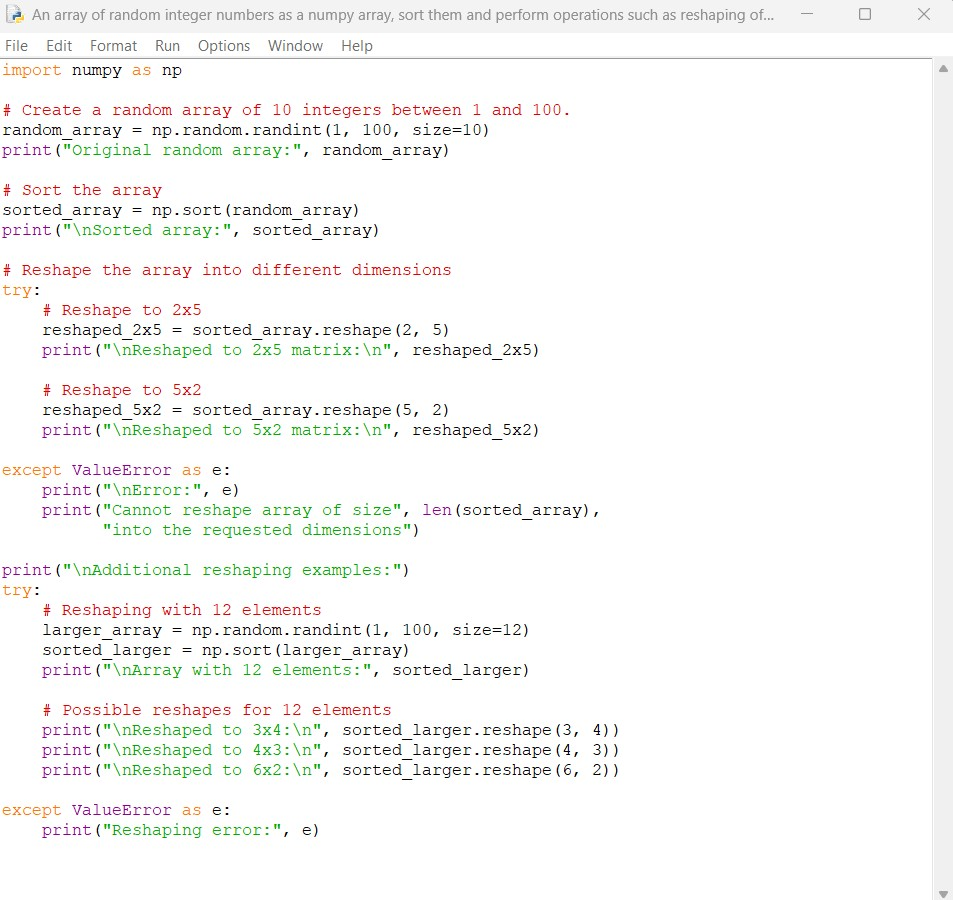 An array of random integer numbers as a numpy array, sort them and perform operations such as reshaping of...
File Edit Format Run Options Window Help
import numpy as np

# Create a random array of 10 integers between 1 and 100.
random_array = np.random.randint(1, 100, size=10)
print("Original random array:", random_array)

# Sort the array
sorted_array = np.sort(random_array)
print("\nSorted array:", sorted_array)

# Reshape the array into different dimensions
try:
    # Reshape to 2x5
    reshaped_2x5 = sorted_array.reshape(2, 5)
    print("\nReshaped to 2x5 matrix:\n", reshaped_2x5)

    # Reshape to 5x2
    reshaped_5x2 = sorted_array.reshape(5, 2)
    print("\nReshaped to 5x2 matrix:\n", reshaped_5x2)

except ValueError as e:
    print("\nError:", e)
    print("Cannot reshape array of size", len(sorted_array),
          "into the requested dimensions")

print("\nAdditional reshaping examples:")
try:
    # Reshaping with 12 elements
    larger_array = np.random.randint(1, 100, size=12)
    sorted_larger = np.sort(larger_array)
    print("\nArray with 12 elements:", sorted_larger)

    # Possible reshapes for 12 elements
    print("\nReshaped to 3x4:\n", sorted_larger.reshape(3, 4))
    print("\nReshaped to 4x3:\n", sorted_larger.reshape(4, 3))
    print("\nReshaped to 6x2:\n", sorted_larger.reshape(6, 2))

except ValueError as e:
    print("Reshaping error:", e)